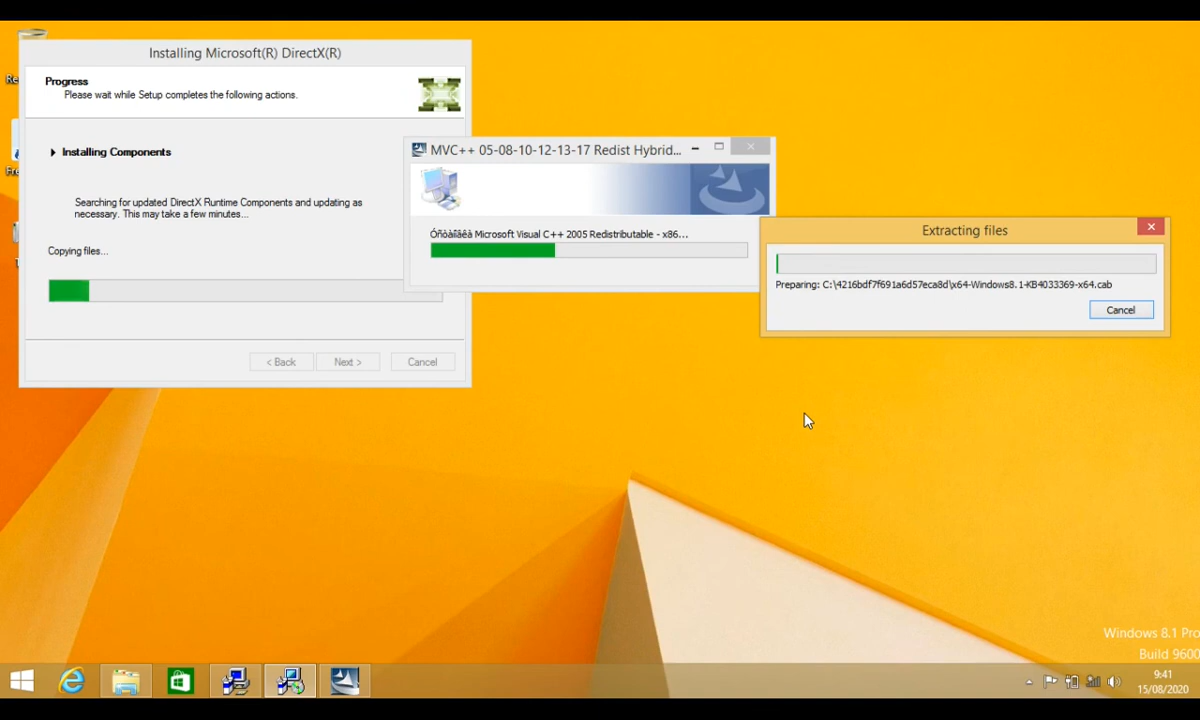 Installing Microsoft(R) DirectX(R)
Progress
Please wait while Setup completes the following actions.
Installing Components
Searching for updated DirectX Runtime Components and updating as
necessary. This may take a few minutes...
Copying files...
< Back
Next >
Cancel
MVC++ 05-08-10-12-13-17 Redist Hybrid...
Óñòàíîâêà Microsoft Visual C++ 2005 Redistributable - x86...
Extracting files
Preparing: C:\4216bdf7f691a6d57eca8d\x64-Windows8.1-KB4033369-x64.cab
Cancel
Re
Fre
Windows 8.1 Pro
Build 9600
9:41
15/08/2020